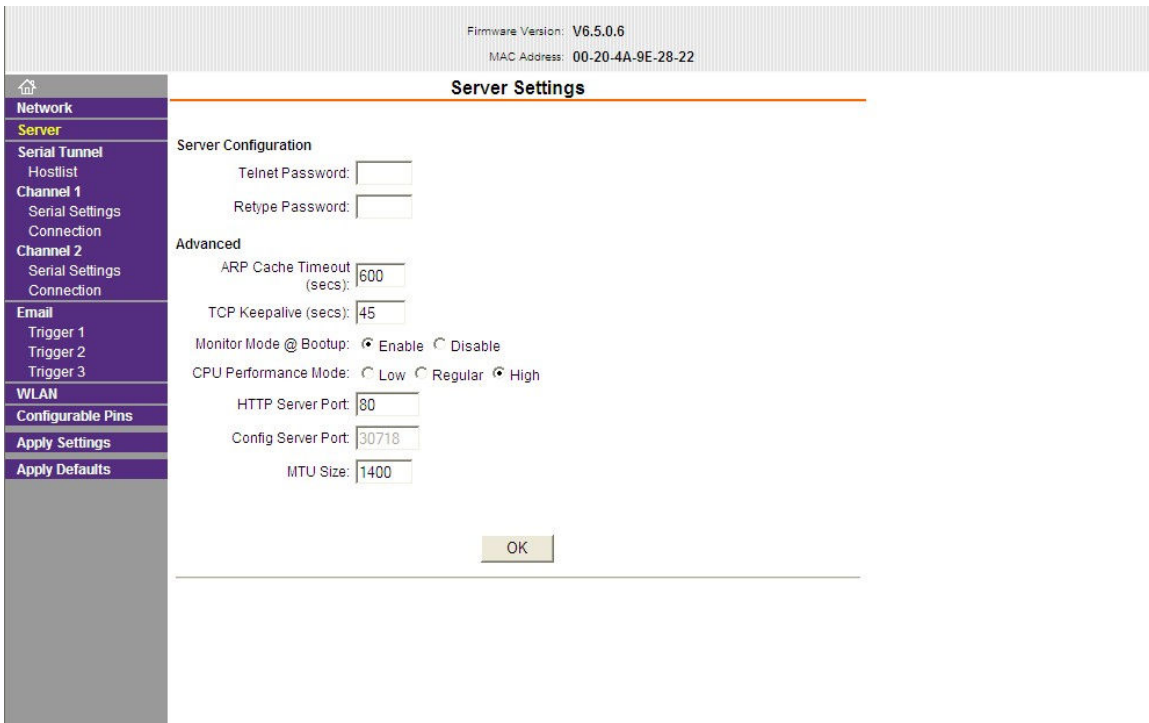 Firmware Version: V6.5.0.6
MAC Address: 00-20-4A-9E-28-22
Network
Server
Serial Tunnel
Hostlist
Channel 1
Serial Settings
Connection
Channel 2
Serial Settings
Connection
Email
Trigger 1
Trigger 2
Trigger 3
WLAN
Configurable Pins
Apply Settings
Apply Defaults
Server Settings
Server Configuration
Telnet Password:
Retype Password:
Advanced
ARP Cache Timeout
(secs): 600
TCP Keepalive (secs): 45
Monitor Mode @ Bootup: Enable Disable
CPU Performance Mode: Low Regular High
HTTP Server Port: 80
Config Server Port: 30718
MTU Size: 1400
OK